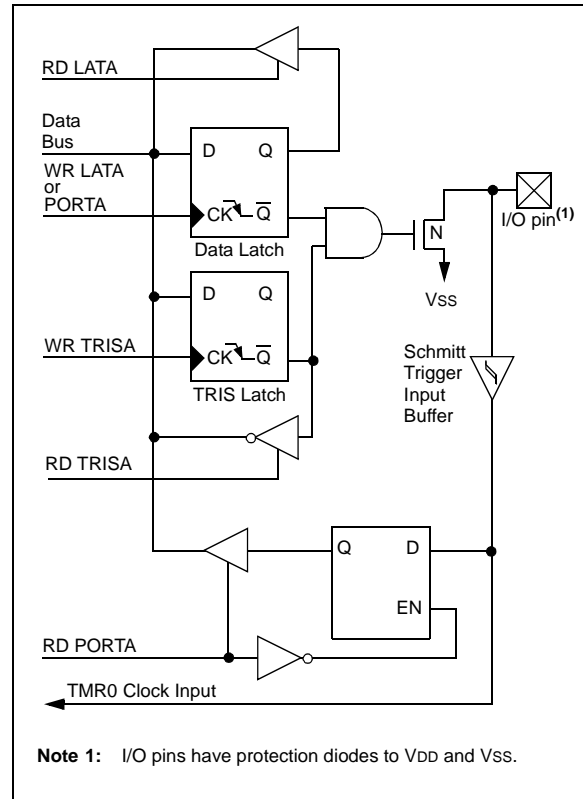 RD LATA
Data
Bus
WR LATA
or
PORTA
D Q
CK Q
Data Latch
D Q
WR TRISA
CK Q
TRIS Latch
N
I/O pin(1)
VSS
Schmitt
Trigger
Input
Buffer
RD TRISA
Q D
EN
RD PORTA
TMR0 Clock Input
Note 1: I/O pins have protection diodes to VDD and VSS.